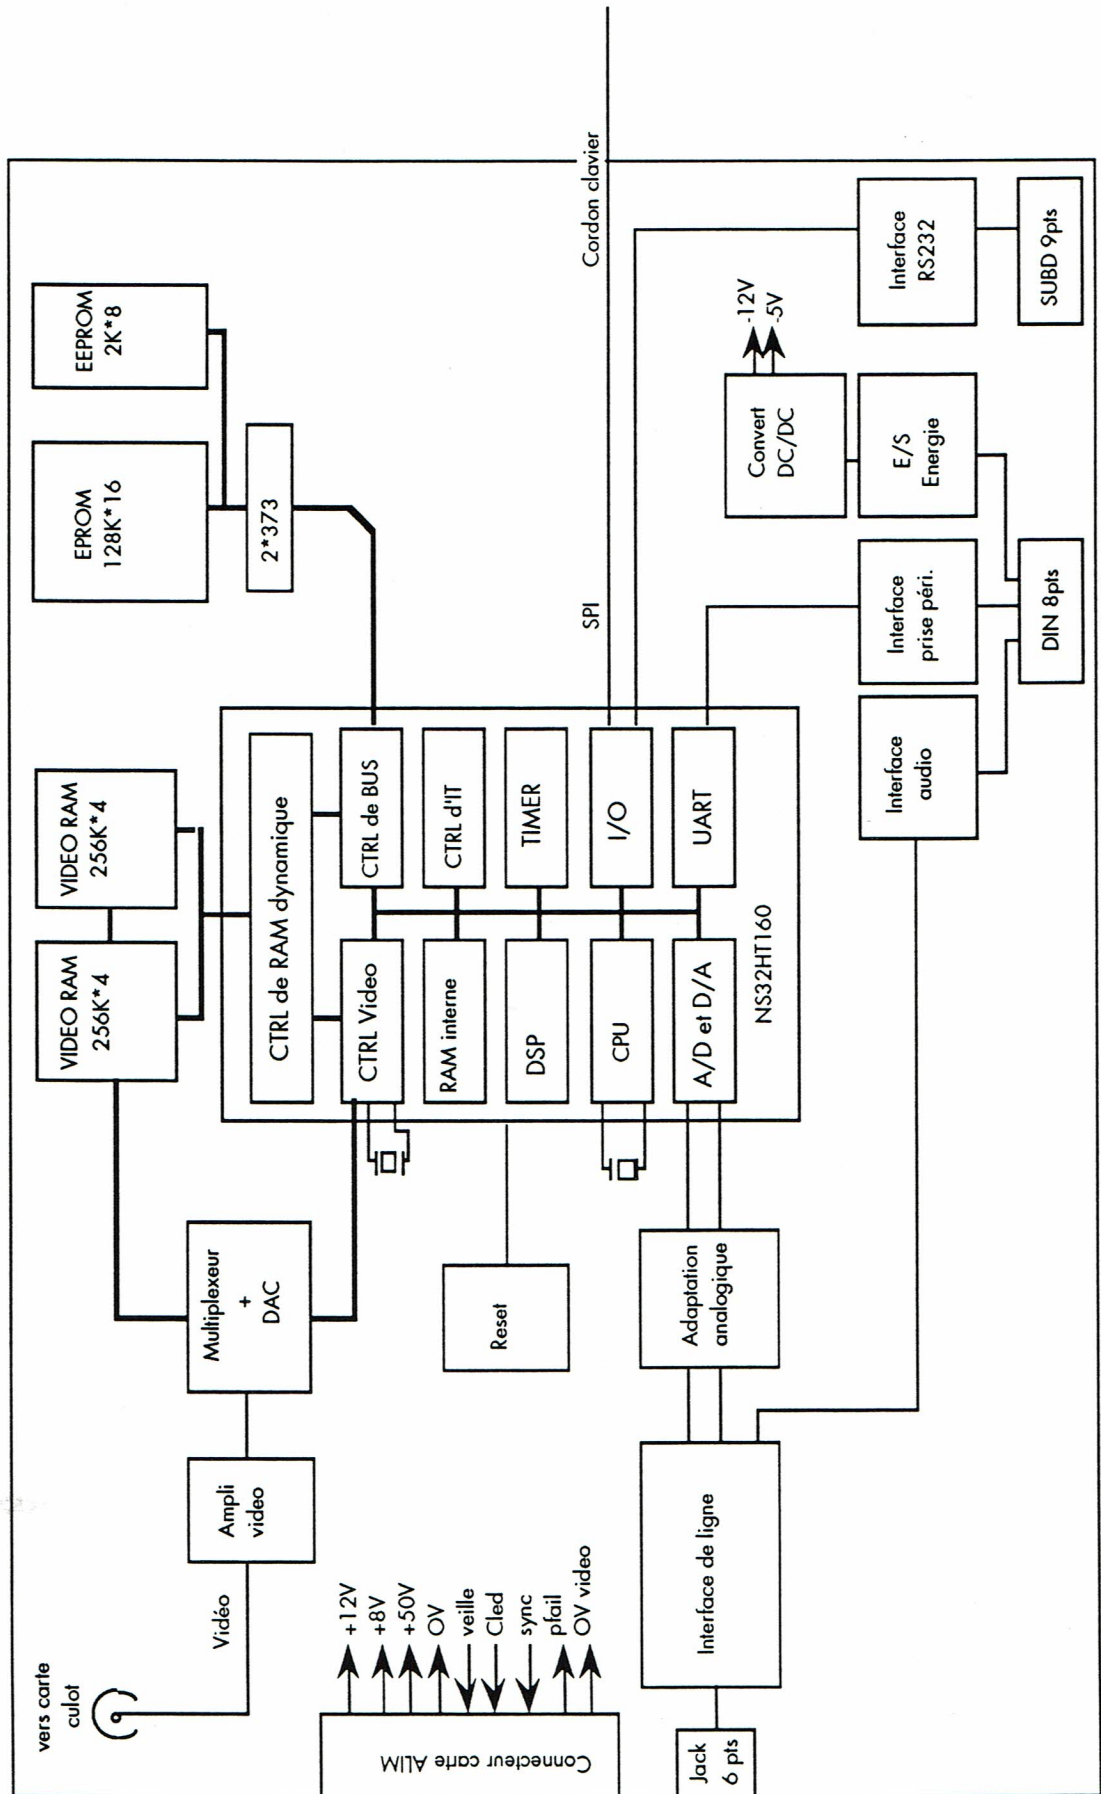 vers carte
culot
Vidéo
Ampli
video
Multiplexeur
+
DAC
VIDEO RAM
256K*4
VIDEO RAM
256K*4
EPROM
128K*16
EEPROM
2K*8
2*373
Connecteur carte ALIM
+12V
+8V
+50V
OV
veille
Cled
sync
pfail
OV video
Reset
CTRL de RAM dynamique
CTRL Video
CTRL de BUS
RAM interne
CTRL d'IT
DSP
TIMER
CPU
I/O
A/D et D/A
UART
NS32HT160
SPI
Cordon clavier
Jack
6 pts
Interface de ligne
Adaptation
analogique
Convert
DC/DC
-12V
-5V
Interface
audio
Interface
prise péri.
E/S
Energie
Interface
RS232
DIN 8pts
SUBD 9pts